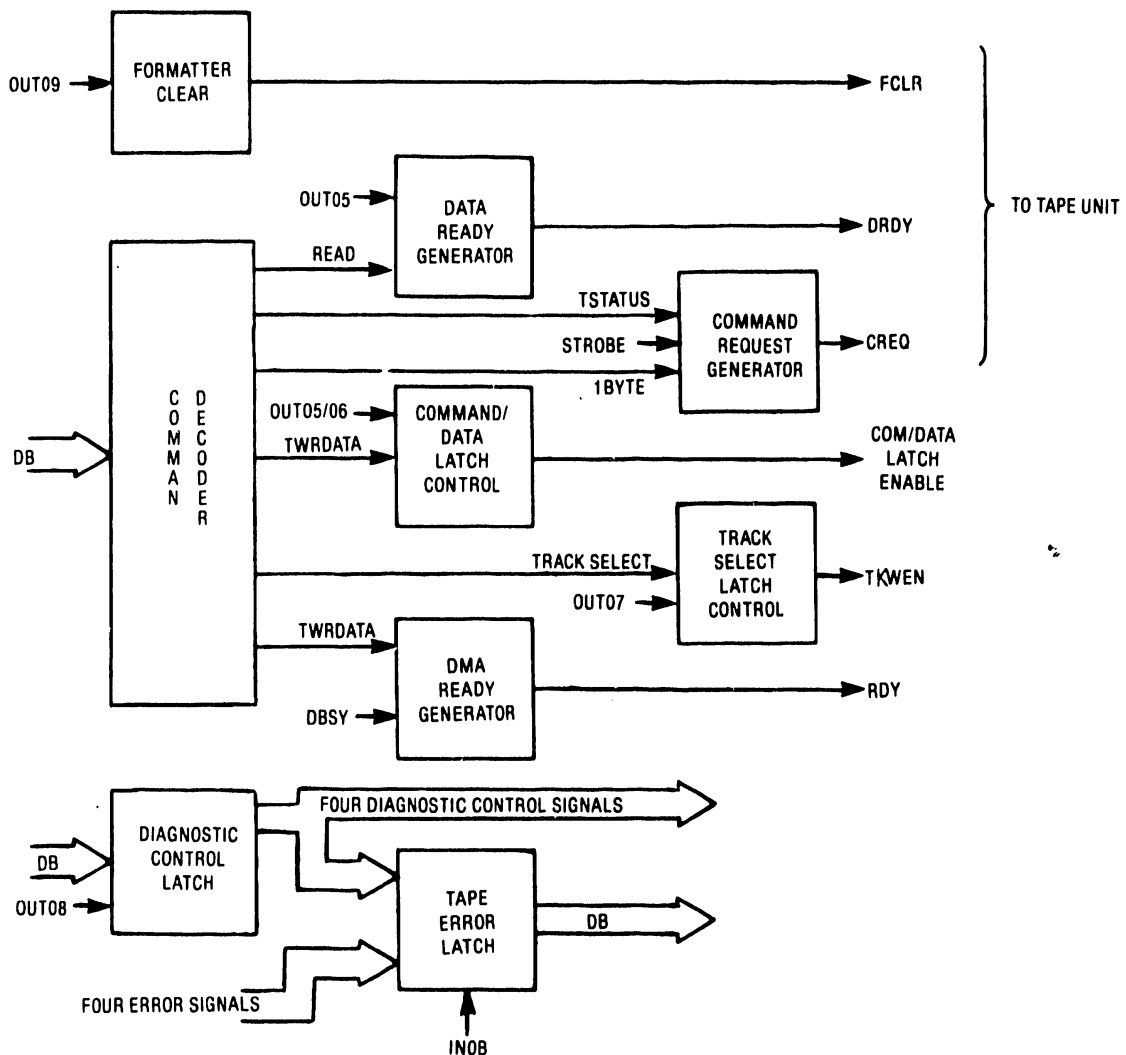 OUT09
FORMATTER
CLEAR
FCLR
OUT05
READ
DATA
READY
GENERATOR
DRDY
TO TAPE UNIT
TSTATUS
STROBE
1BYTE
COMMAND
REQUEST
GENERATOR
CREQ
DB
COMMAN
DECODER
OUT05/06
TWRDATA
COMMAND/
DATA
LATCH
CONTROL
COM/DATA
LATCH
ENABLE
TRACK SELECT
OUT07
TRACK
SELECT
LATCH
CONTROL
TKWEN
TWRDATA
DBSY
DMA
READY
GENERATOR
RDY
DB
OUT08
DIAGNOSTIC
CONTROL
LATCH
FOUR DIAGNOSTIC CONTROL SIGNALS
FOUR ERROR SIGNALS
TAPE
ERROR
LATCH
DB
IN0B